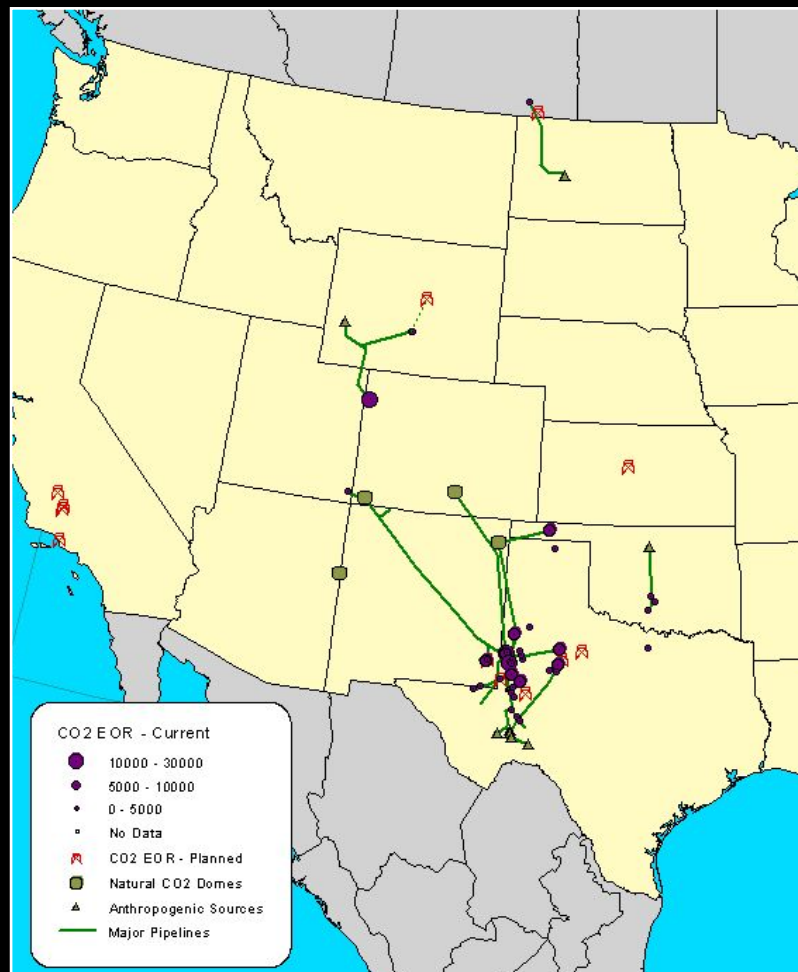 CO2 EOR - Current
10000 - 30000
5000 - 10000
0 - 5000
No Data
CO2 EOR - Planned
Natural CO2 Domes
Anthropogenic Sources
Major Pipelines